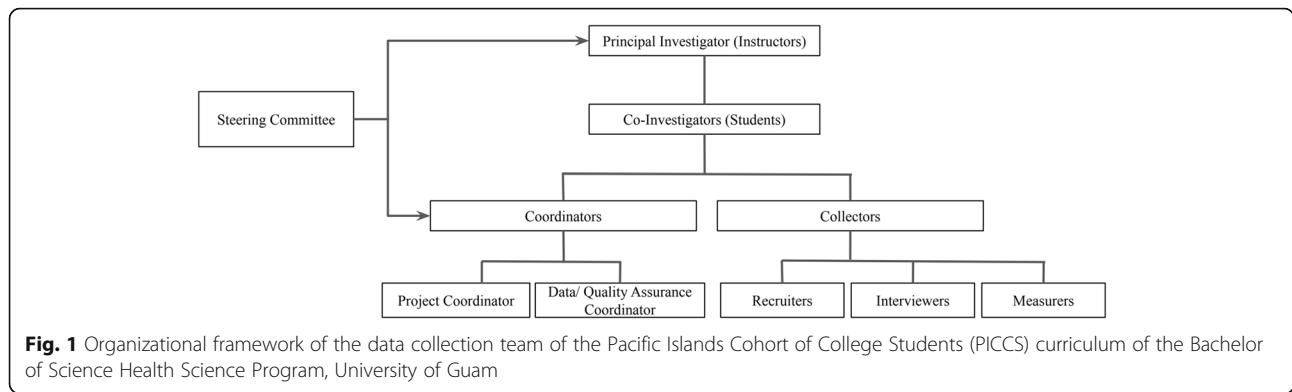 Principal Investigator (Instructors)
Steering Committee
Co-Investigators (Students)
Coordinators
Collectors
Project Coordinator
Data/ Quality Assurance
Coordinator
Recruiters
Interviewers
Measurers
Fig. 1 Organizational framework of the data collection team of the Pacific Islands Cohort of College Students (PICCS) curriculum of the Bachelor
of Science Health Science Program, University of Guam